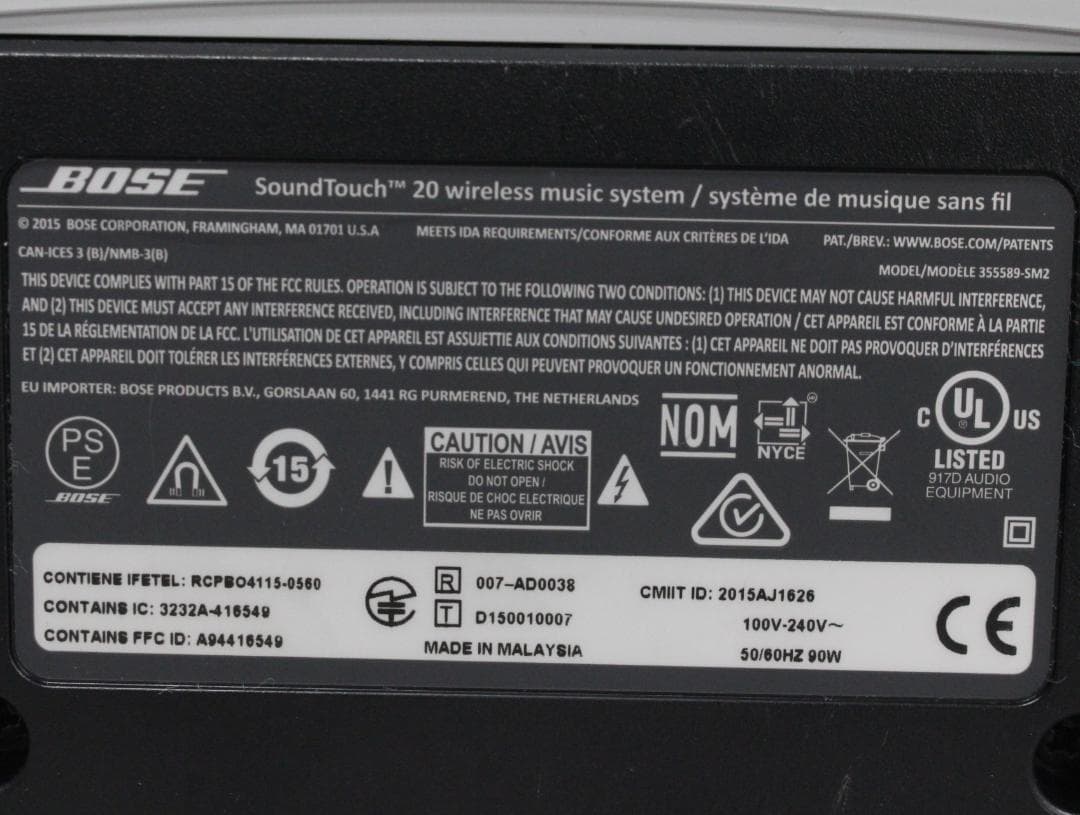 BOSE SoundTouch™ 20 wireless music system / système de musique sans fil
© 2015 BOSE CORPORATION, FRAMINGHAM, MA 01701 U.S.A MEETS IDA REQUIREMENTS/CONFORME AUX CRITÈRES DE L'IDA PAT./BREV.: WWW.BOSE.COM/PATENTS
CAN-ICES 3 (B)/NMB-3(B) MODEL/MODÈLE 355589-SM2
THIS DEVICE COMPLIES WITH PART 15 OF THE FCC RULES. OPERATION IS SUBJECT TO THE FOLLOWING TWO CONDITIONS: (1) THIS DEVICE MAY NOT CAUSE HARMFUL INTERFERENCE,
AND (2) THIS DEVICE MUST ACCEPT ANY INTERFERENCE RECEIVED, INCLUDING INTERFERENCE THAT MAY CAUSE UNDESIRED OPERATION / CET APPAREIL EST CONFORME À LA PARTIE
15 DE LA RÉGLEMENTATION DE LA FCC. L'UTILISATION DE CET APPAREIL EST ASSUJETTIE AUX CONDITIONS SUIVANTES : (1) CET APPAREIL NE DOIT PAS PROVOQUER D'INTERFÉRENCES
ET (2) CET APPAREIL DOIT TOLÉRER LES INTERFÉRENCES EXTERNES, Y COMPRIS CELLES QUI PEUVENT PROVOQUER UN FONCTIONNEMENT ANORMAL.
EU IMPORTER: BOSE PRODUCTS B.V., GORSLAAN 60, 1441 RG PURMEREND, THE NETHERLANDS
PS
E
BOSE
15
!
CAUTION / AVIS
RISK OF ELECTRIC SHOCK
DO NOT OPEN /
RISQUE DE CHOC ELECTRIQUE
NE PAS OVRIR
NOM
NYCE
C UL US
LISTED
917D AUDIO
EQUIPMENT
CONTIENE IFETEL: RCPBO4115-0560
CONTAINS IC: 3232A-416549
CONTAINS FFC ID: A94416549
R 007-AD0038
T D150010007
MADE IN MALAYSIA
CMIIT ID: 2015AJ1626
100V-240V~
50/60HZ 90W
CE